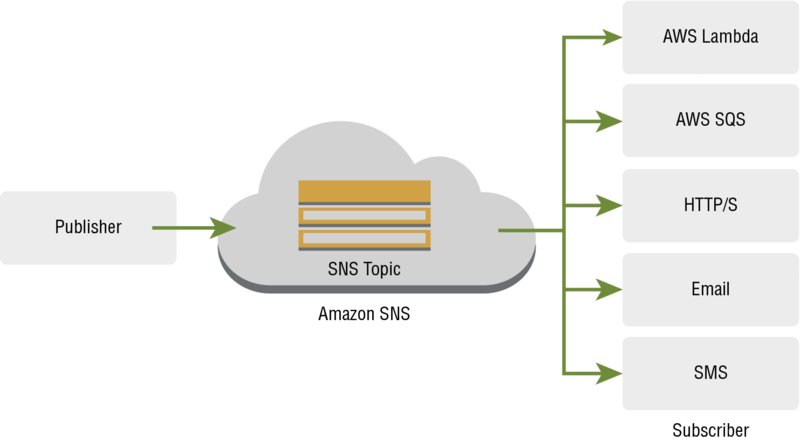 Publisher
SNS Topic
Amazon SNS
AWS Lambda
AWS SQS
HTTP/S
Email
SMS
Subscriber